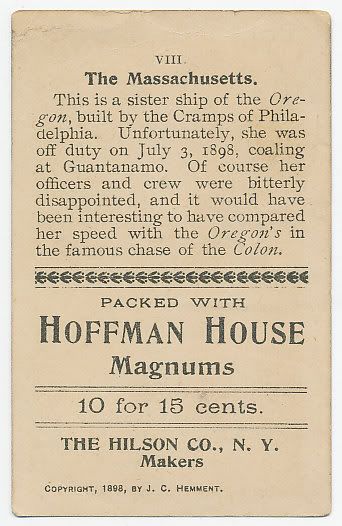 VIII.
The Massachusetts.
This is a sister ship of the Ore-
gon, built by the Cramps of Phila-
delphia. Unfortunately, she was
off duty on July 3, 1898, coaling
at Guantanamo. Of course her
officers and crew were bitterly
disappointed, and it would have
been interesting to have compared
her speed with the Oregon's in
the famous chase of the Colon.
PACKED WITH
HOFFMAN HOUSE
Magnums
10 for 15 cents.
THE HILSON CO., N. Y.
Makers
COPYRIGHT, 1898, BY J. C. HEMMENT.